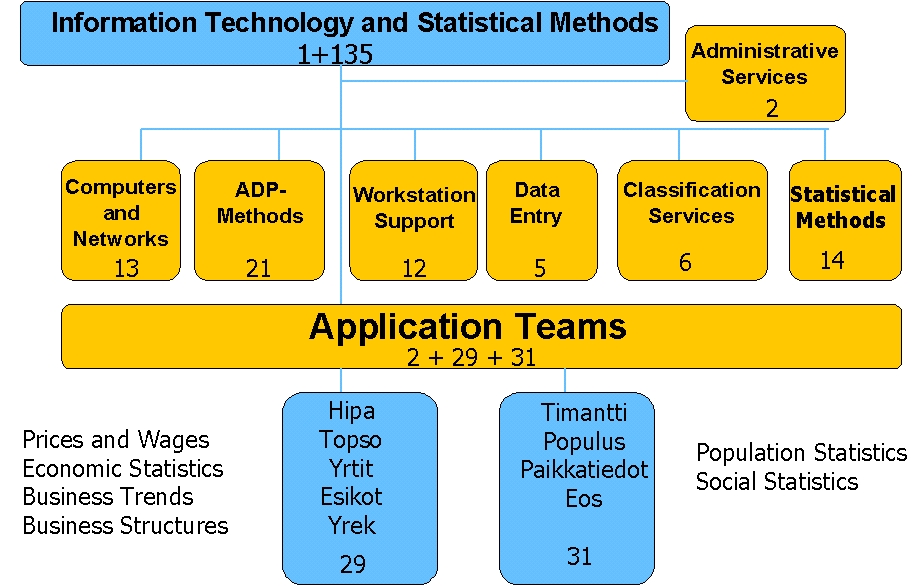 Information Technology and Statistical Methods
1+135
Administrative
Services
2
Computers
and
Networks
13
ADP-
Methods
21
Workstation
Support
12
Data
Entry
5
Classification
Services
6
Statistical
Methods
14
Application Teams
2 + 29 + 31
Prices and Wages
Economic Statistics
Business Trends
Business Structures
Hipa
Topso
Yrtit
Esikot
Yrek
29
Timantti
Populus
Paikkatiedot
Eos
31
Population Statistics
Social Statistics